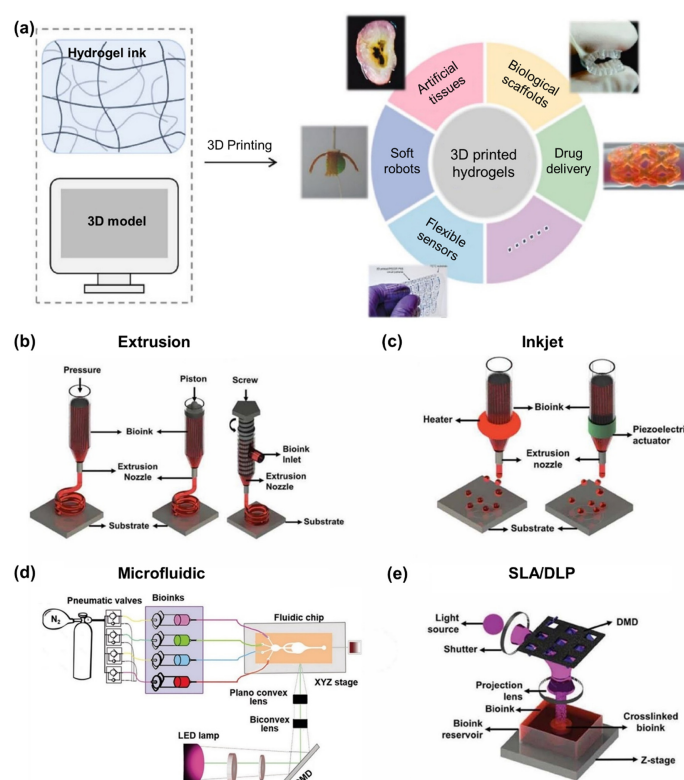 (a)
Hydrogel ink
3D model
3D Printing
Artificial
tissues
Biological
scaffolds
Soft
robots
3D printed
hydrogels
Drug
delivery
Flexible
sensors
......
(b)
Extrusion
Pressure
Piston
Screw
Bioink
Bioink
Inlet
Extrusion
Nozzle
Extrusion
Nozzle
Substrate
Substrate
(c)
Inkjet
Heater
Bioink
Piezoelectric
actuator
Extrusion
nozzle
Substrate
(d)
Microfluidic
Pneumatic valves
Bioinks
Fluidic chip
N2
XYZ stage
Plano convex
lens
Biconvex
lens
LED lamp
(e)
SLA/DLP
Light
source
DMD
Shutter
Projection
lens
Bioink
Bioink
reservoir
Crosslinked
bioink
Z-stage